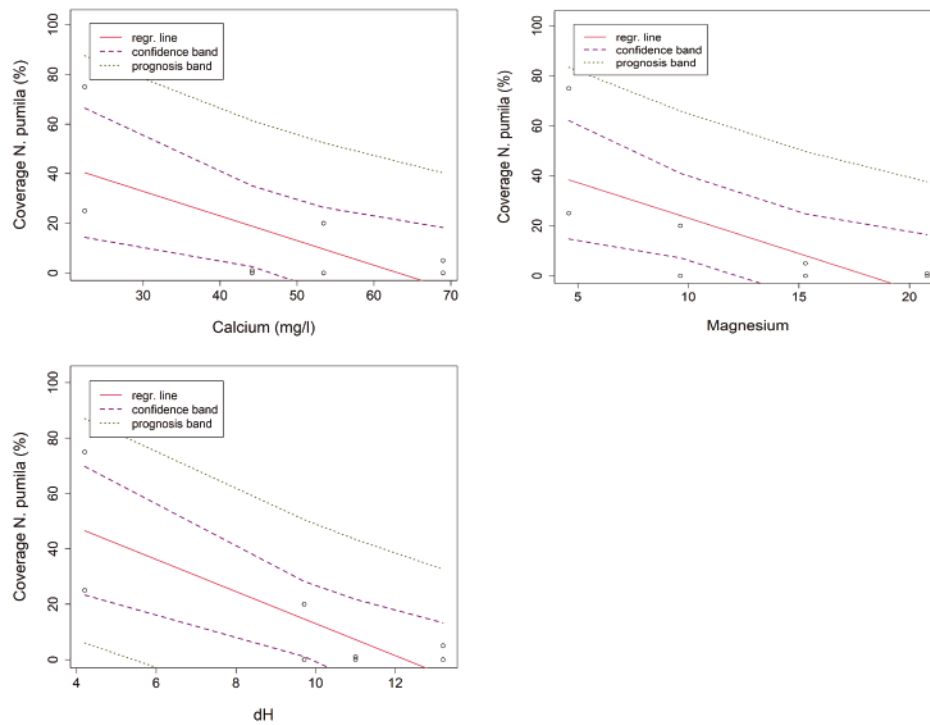 100
80
60
40
20
0
Coverage N. pumila (%)
regr. line
confidence band
prognosis band
30 40 50 60 70
Calcium (mg/l)
100
80
60
40
20
0
Coverage N. pumila (%)
regr. line
confidence band
prognosis band
5 10 15 20
Magnesium
100
80
60
40
20
0
Coverage N. pumila (%)
regr. line
confidence band
prognosis band
4 6 8 10 12
dH